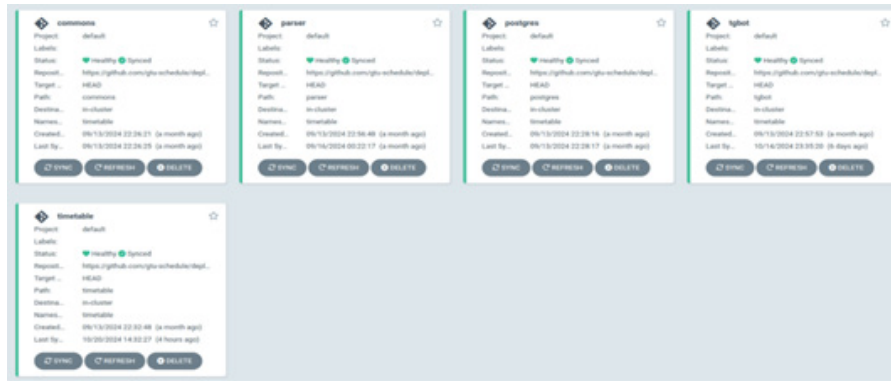 commons
Project: default
Labels:
Status: Healthy Synced
Reposit... https://github.com/gtu-schedule/depl...
Target ... HEAD
Path: commons
Destina... in-cluster
Names... timetable
Created... 09/13/2024 22:26:21 (a month ago)
Last Sy... 09/13/2024 22:26:25 (a month ago)
SYNC REFRESH DELETE
parser
Project: default
Labels:
Status: Healthy Synced
Reposit... https://github.com/gtu-schedule/depl...
Target ... HEAD
Path: parser
Destina... in-cluster
Names... timetable
Created... 09/13/2024 22:56:48 (a month ago)
Last Sy... 09/16/2024 00:22:17 (a month ago)
SYNC REFRESH DELETE
postgres
Project: default
Labels:
Status: Healthy Synced
Reposit... https://github.com/gtu-schedule/depl...
Target ... HEAD
Path: postgres
Destina... in-cluster
Names... timetable
Created... 09/13/2024 22:28:16 (a month ago)
Last Sy... 09/13/2024 22:28:17 (a month ago)
SYNC REFRESH DELETE
tgbot
Project: default
Labels:
Status: Healthy Synced
Reposit... https://github.com/gtu-schedule/depl...
Target ... HEAD
Path: tgbot
Destina... in-cluster
Names... timetable
Created... 09/13/2024 22:57:53 (a month ago)
Last Sy... 10/14/2024 23:35:20 (6 days ago)
SYNC REFRESH DELETE
timetable
Project: default
Labels:
Status: Healthy Synced
Reposit... https://github.com/gtu-schedule/depl...
Target ... HEAD
Path: timetable
Destina... in-cluster
Names... timetable
Created... 09/13/2024 22:32:48 (a month ago)
Last Sy... 10/20/2024 14:32:27 (4 hours ago)
SYNC REFRESH DELETE